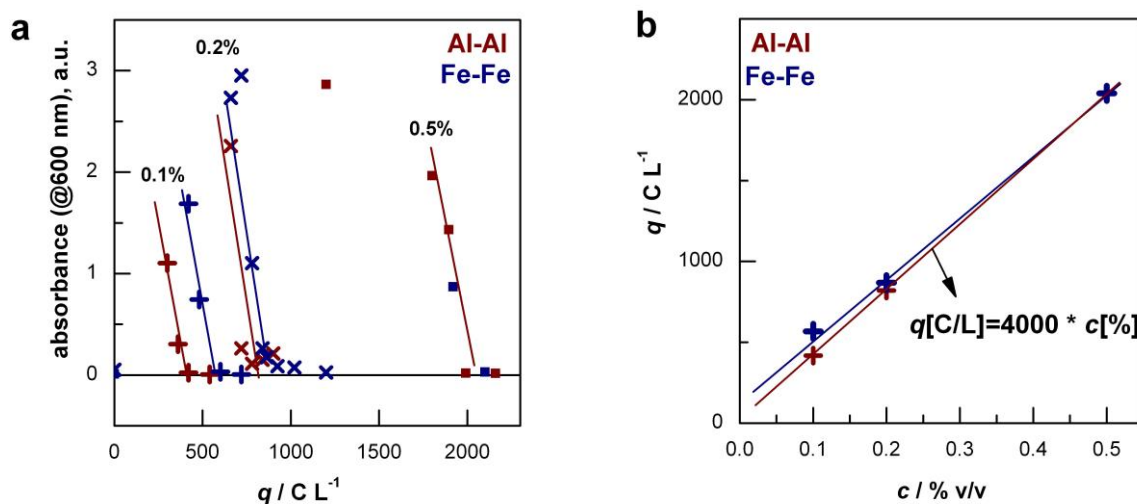 a
absorbance (@600 nm), a.u.
3
2
1
0
0.1%
0.2%
0.5%
Al-Al
Fe-Fe
0 500 1000 1500 2000
q / C L⁻¹
b
q / C L⁻¹
2000
1000
0
Al-Al
Fe-Fe
q[C/L]=4000 * c[%]
0.0 0.1 0.2 0.3 0.4 0.5
c / % v/v